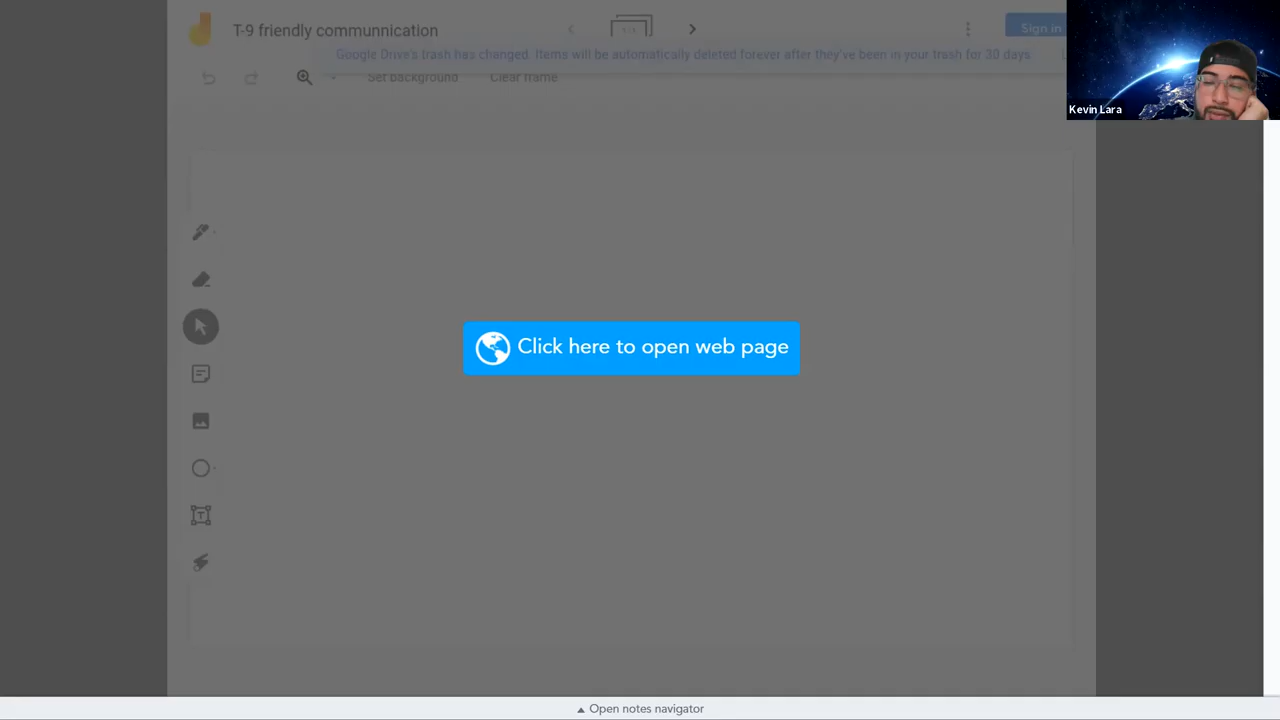 T-9 friendly communnication
Sign in
Google Drive's trash has changed. Items will be automatically deleted forever after they've been in your trash for 30 days
Set background
Clear frame
Kevin Lara
Click here to open web page
Open notes navigator